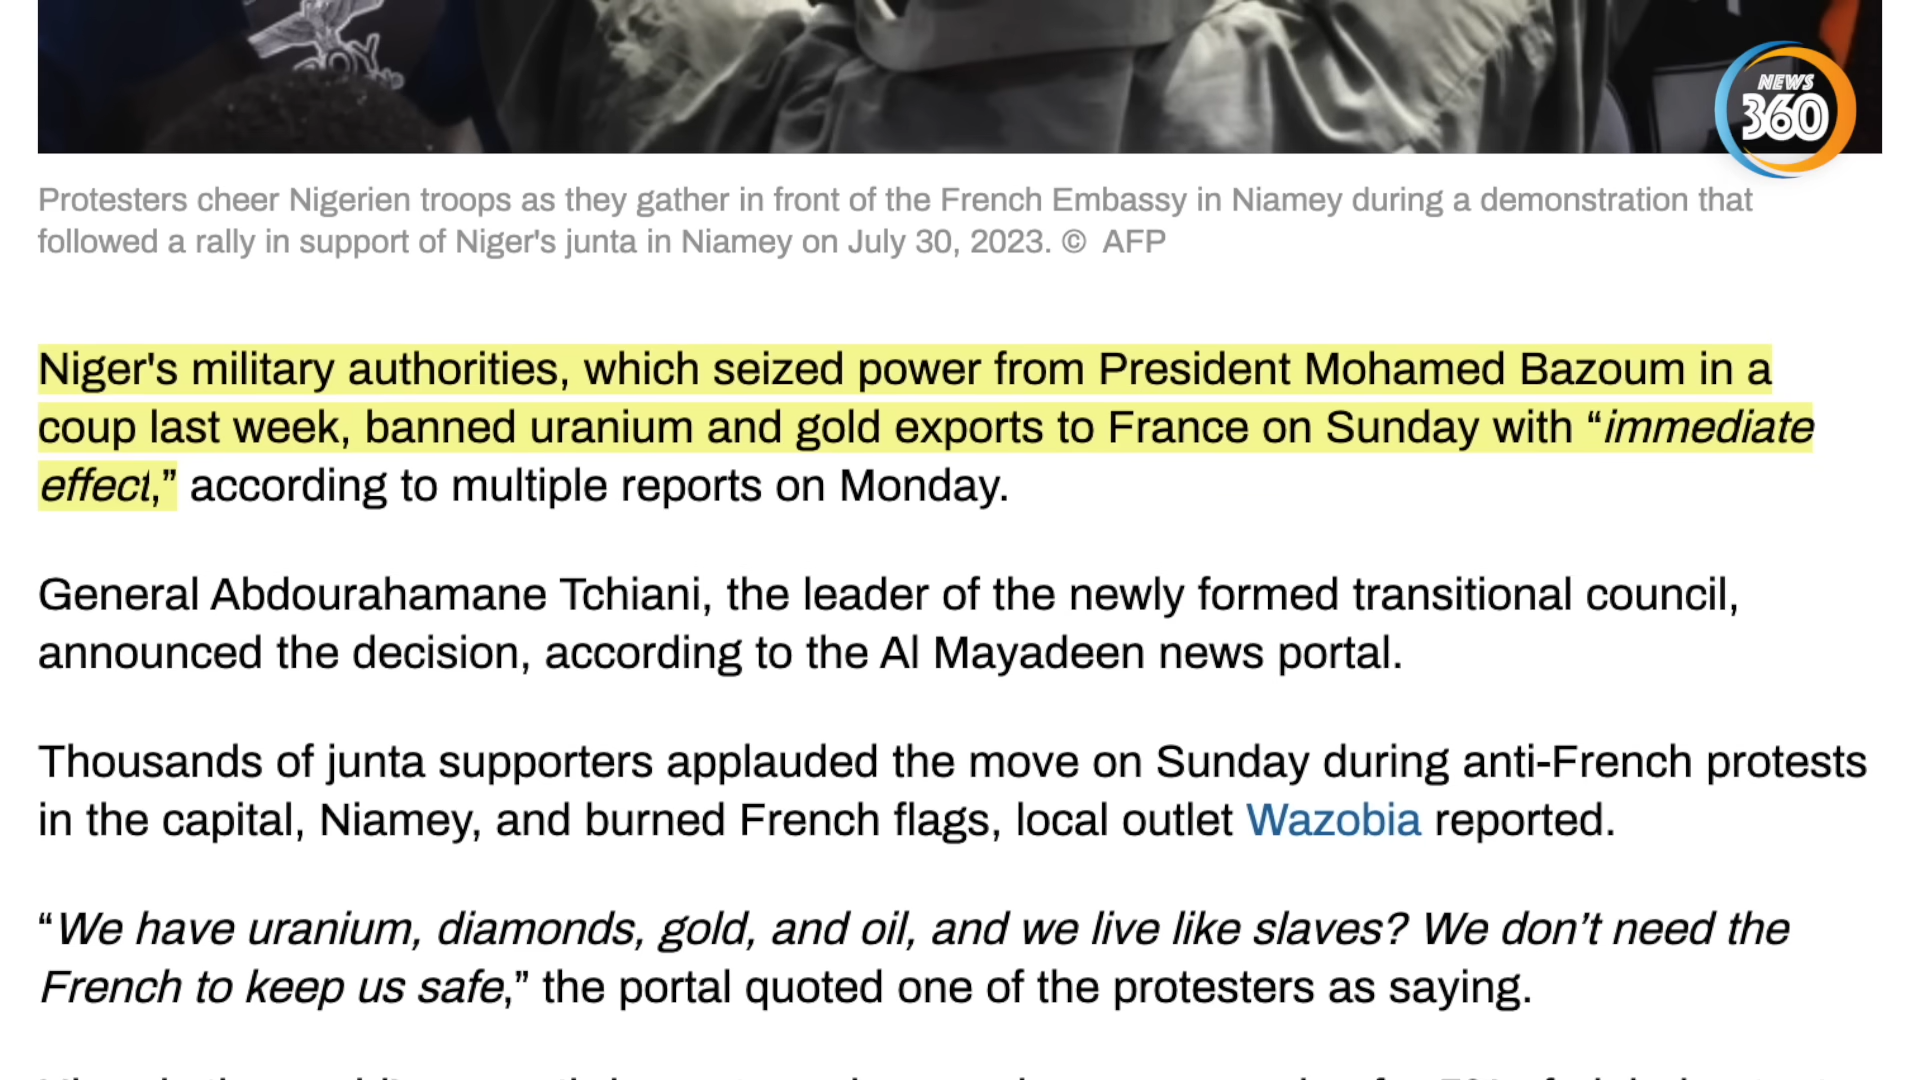 NEWS
360
Protesters cheer Nigerien troops as they gather in front of the French Embassy in Niamey during a demonstration that
followed a rally in support of Niger's junta in Niamey on July 30, 2023. © AFP
Niger's military authorities, which seized power from President Mohamed Bazoum in a
coup last week, banned uranium and gold exports to France on Sunday with “immediate
effect,” according to multiple reports on Monday.
General Abdourahamane Tchiani, the leader of the newly formed transitional council,
announced the decision, according to the Al Mayadeen news portal.
Thousands of junta supporters applauded the move on Sunday during anti-French protests
in the capital, Niamey, and burned French flags, local outlet Wazobia reported.
“We have uranium, diamonds, gold, and oil, and we live like slaves? We don’t need the
French to keep us safe,” the portal quoted one of the protesters as saying.